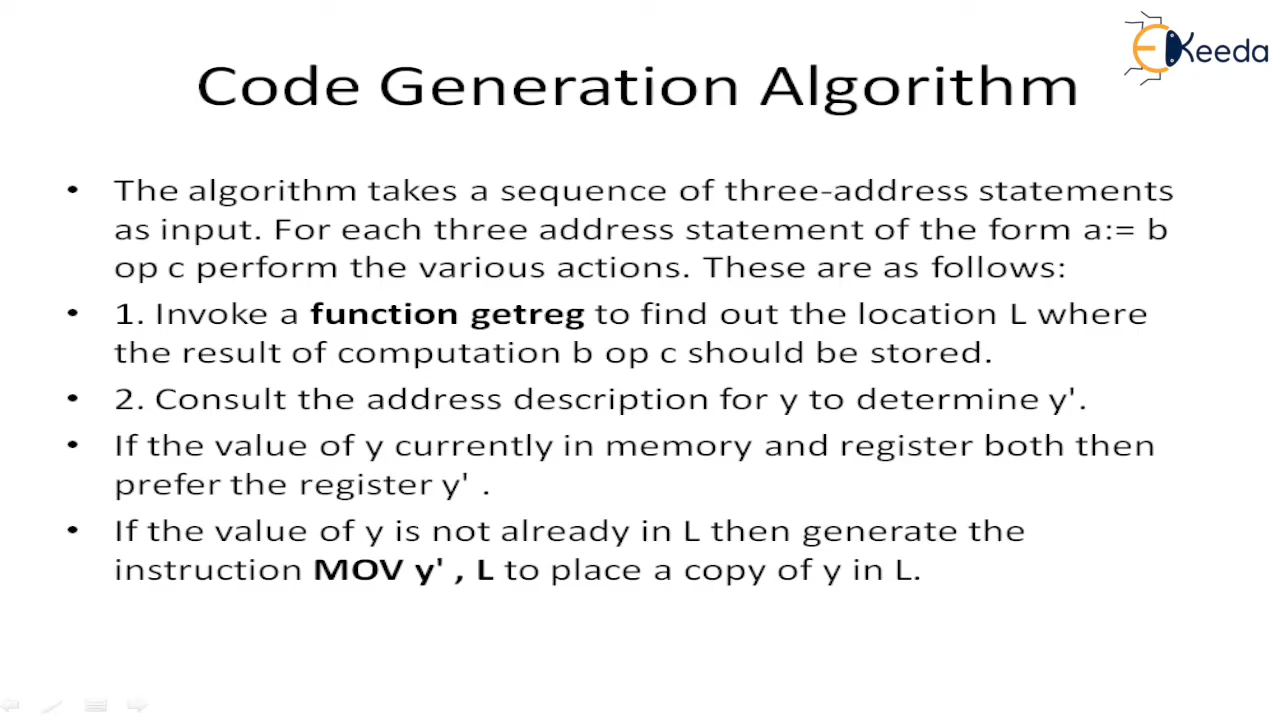 EKeeda
Code Generation Algorithm
• The algorithm takes a sequence of three-address statements
as input. For each three address statement of the form a:= b
op c perform the various actions. These are as follows:
• 1. Invoke a function getreg to find out the location L where
the result of computation b op c should be stored.
• 2. Consult the address description for y to determine y'.
• If the value of y currently in memory and register both then
prefer the register y' .
• If the value of y is not already in L then generate the
instruction MOV y' , L to place a copy of y in L.